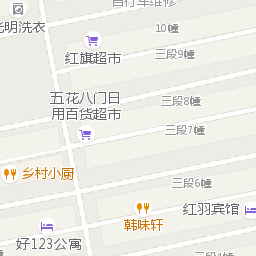 自行车维修
光明洗衣
10幢
红旗超市
三段9幢
五花八门日
用百货超市
三段8幢
三段7幢
乡村小厨
三段6幢
红羽宾馆
韩味轩
好123公寓
三段5幢